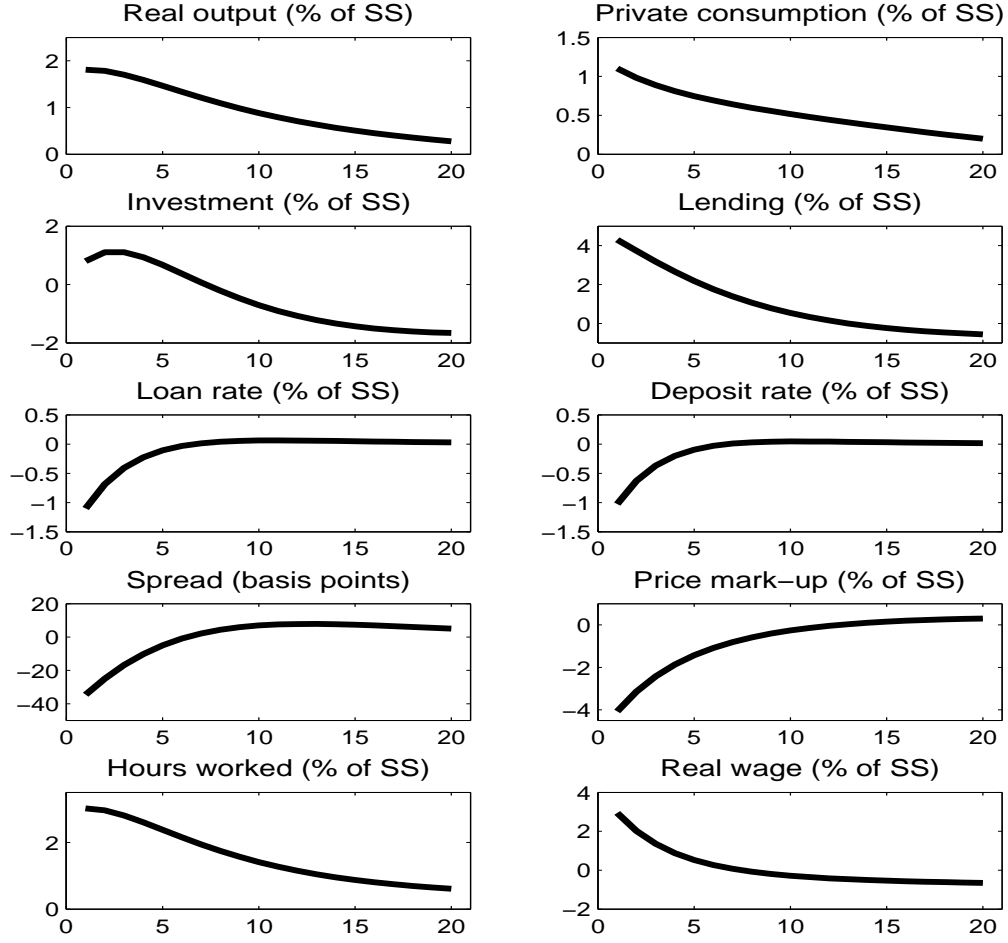 Real output (% of SS)
2
1
0
0 5 10 15 20
Private consumption (% of SS)
1.5
1
0.5
0
0 5 10 15 20
Investment (% of SS)
2
0
−2
0 5 10 15 20
Lending (% of SS)
4
2
0
0 5 10 15 20
Loan rate (% of SS)
0.5
0
−0.5
−1
−1.5
0 5 10 15 20
Deposit rate (% of SS)
0.5
0
−0.5
−1
−1.5
0 5 10 15 20
Spread (basis points)
20
0
−20
−40
0 5 10 15 20
Price mark−up (% of SS)
0
−2
−4
0 5 10 15 20
Hours worked (% of SS)
2
0
0 5 10 15 20
Real wage (% of SS)
4
2
0
−2
0 5 10 15 20